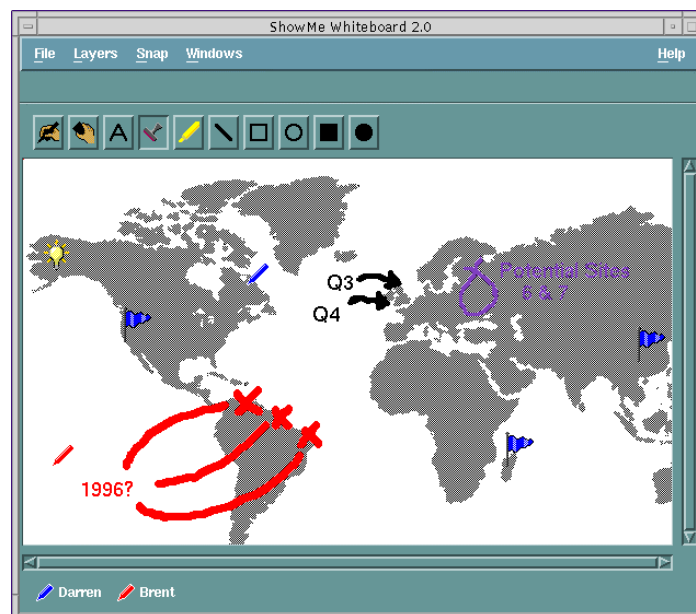 ShowMe Whiteboard 2.0
File Layers Snap Windows Help
A
Q3
Q4
Potential Sites
6 & 7
1996?
Darren Brent